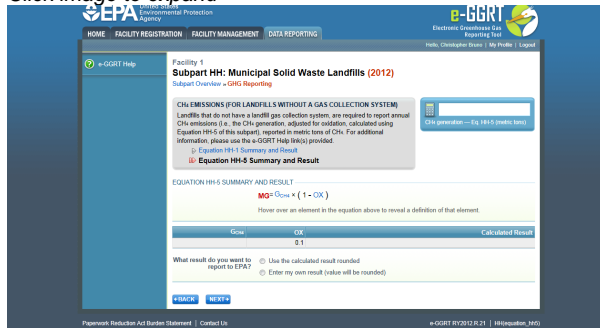 Click image to expand
EPA United States Environmental Protection Agency
e-GGRT
Electronic Greenhouse Gas
Reporting Tool
HOME FACILITY REGISTRATION FACILITY MANAGEMENT DATA REPORTING
Hello, Christopher Bruns | My Profile | Logout
e-GGRT Help
Facility 1
Subpart HH: Municipal Solid Waste Landfills (2012)
Subpart Overview » GHG Reporting
CH4 EMISSIONS (FOR LANDFILLS WITHOUT A GAS COLLECTION SYSTEM)
Landfills that do not have a landfill gas collection system, are required to report annual
CH4 emissions (i.e., the CH4 generation, adjusted for oxidation, calculated using
Equation HH-5 of this subpart), reported in metric tons of CH4. For additional
information, please use the e-GGRT Help link(s) provided.
Equation HH-1 Summary and Result
Equation HH-5 Summary and Result
CH4 generation — Eq. HH-5 (metric tons)
EQUATION HH-5 SUMMARY AND RESULT
MG= GCH4 × ( 1 - OX )
Hover over an element in the equation above to reveal a definition of that element.
GCH4 OX Calculated Result
0.1
What result do you want to
report to EPA?
Use the calculated result rounded
Enter my own result (value will be rounded)
BACK NEXT
Paperwork Reduction Act Burden Statement | Contact Us
e-GGRT RY2012.R.21 | HH(equation_hh5)